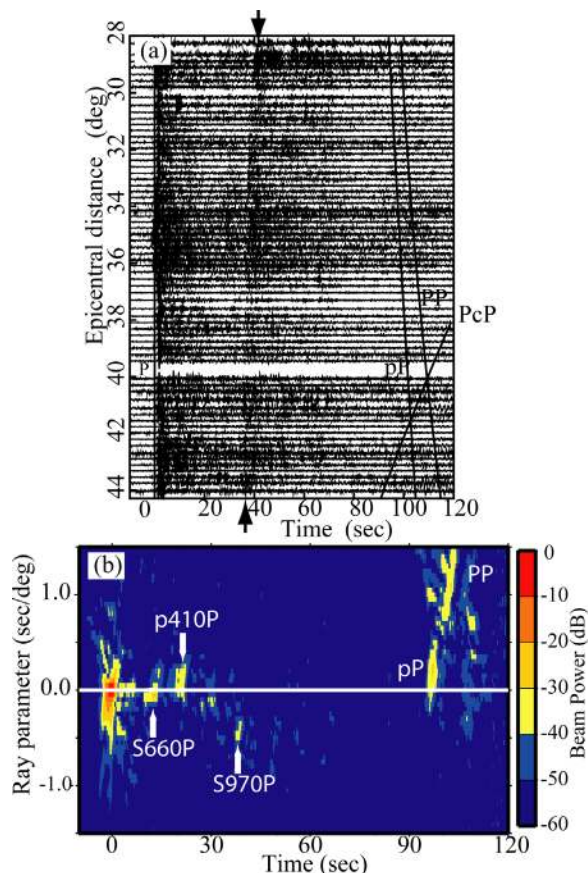 (a)
28
30
32
34
36
38
40
42
44
Epicentral distance (deg)
P
pP
PP
PcP
0 20 40 60 80 100 120
Time (sec)
(b)
1.0
0.0
-1.0
Ray parameter (sec/deg)
p410P
S660P
S970P
pP
PP
0 30 60 90 120
Time (sec)
0
-10
-20
-30
-40
-50
-60
Beam Power (dB)